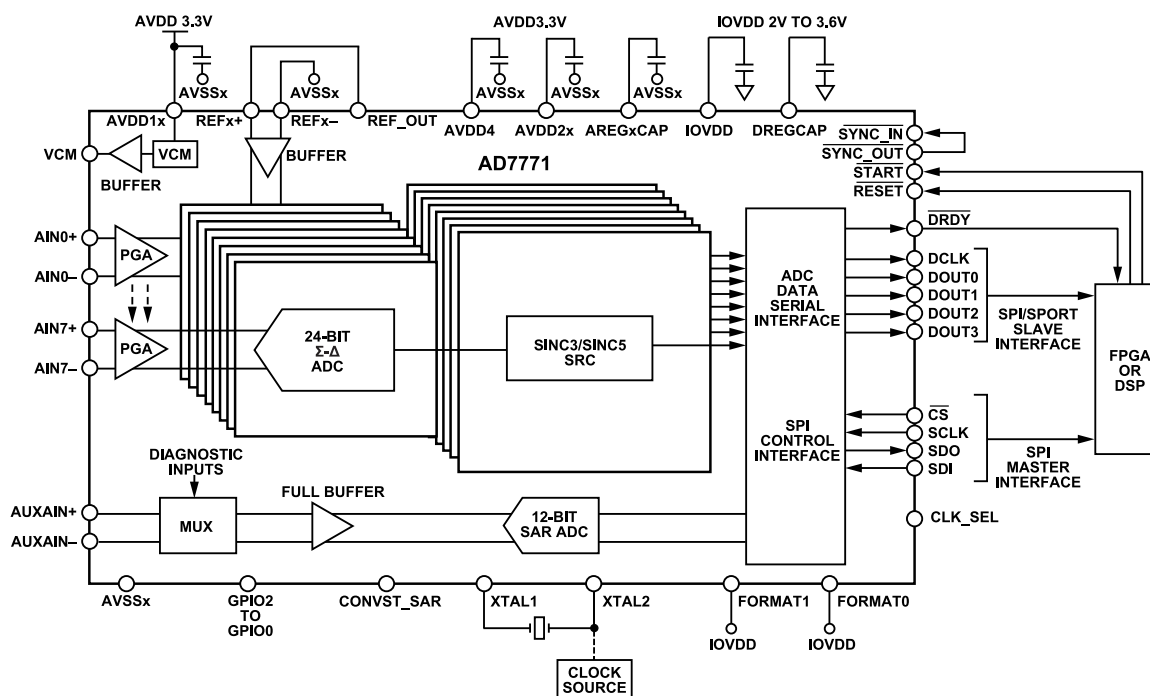 AVDD 3.3V
AVSSx
AVSSx
AVDD3.3V
AVSSx
AVSSx
AVSSx
IOVDD 2V TO 3.6V
AVDD1x
REFx+
REFx–
REF_OUT
AVDD4
AVDD2x
AREGxCAP
IOVDD
DREGCAP
SYNC_IN
SYNC_OUT
START
RESET
VCM
BUFFER
VCM
BUFFER
AD7771
AIN0+
AIN0–
PGA
AIN7+
AIN7–
PGA
24-BIT
Σ-Δ
ADC
SINC3/SINC5
SRC
ADC
DATA
SERIAL
INTERFACE
SPI
CONTROL
INTERFACE
DRDY
DCLK
DOUT0
DOUT1
DOUT2
DOUT3
SPI/SPORT
SLAVE
INTERFACE
FPGA
OR
DSP
CS
SCLK
SDO
SDI
SPI
MASTER
INTERFACE
CLK_SEL
DIAGNOSTIC
INPUTS
AUXAIN+
AUXAIN–
MUX
FULL BUFFER
12-BIT
SAR ADC
AVSSx
GPIO2
TO
GPIO0
CONVST_SAR
XTAL1
XTAL2
FORMAT1
FORMAT0
IOVDD
IOVDD
CLOCK
SOURCE